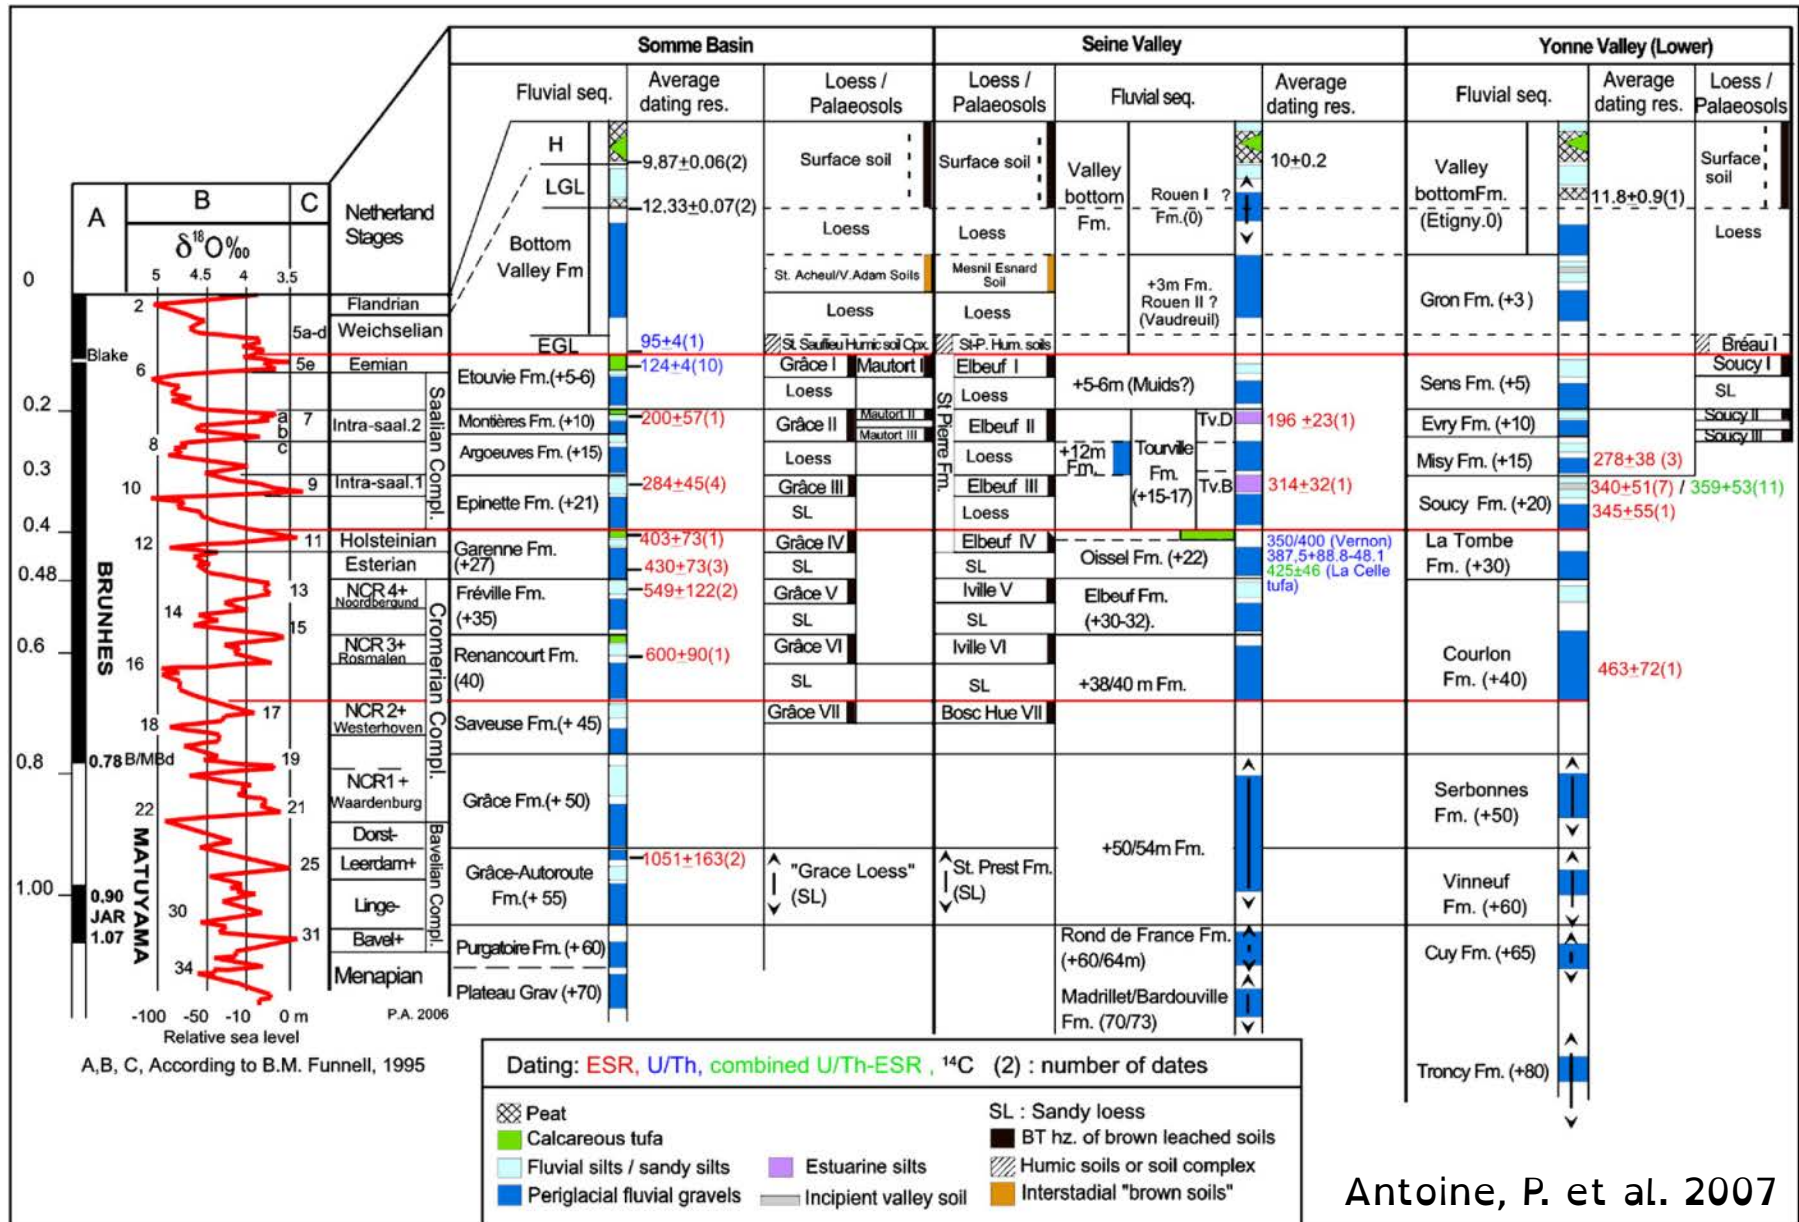 Somme Basin
Seine Valley
Yonne Valley (Lower)
Fluvial seq.
Average
dating res.
Loess /
Palaeosols
Loess /
Palaeosols
Fluvial seq.
Average
dating res.
Fluvial seq.
Average
dating res.
Loess /
Palaeosols
A
B
C
Netherland
Stages
δ¹⁸O‰
5 4.5 4 3.5
0
0.2
0.3
0.4
0.48
0.6
0.8
1.00
Blake
BRUNHES
0.78 B/MBd
MATUYAMA
0.90
JAR
1.07
2
5a-d
5e
6
a
b
c
7
8
9
10
11
12
13
14
15
16
17
18
19
21
22
25
30
31
34
-100 -50 -10 0 m
Relative sea level
P.A. 2006
A,B, C, According to B.M. Funnell, 1995
Flandrian
Weichselian
Eemian
Intra-saal.2
Intra-saal.1
Saalian Compl.
Holsteinian
Esterian
NCR 4+
Noordbergund
NCR 3+
Rosmalen
NCR 2+
Westerhoven
NCR1 +
Waardenburg
Cromerian Compl.
Dorst-
Leerdam+
Linge-
Bavel+
Bavelian Compl.
Menapian
H
LGL
Bottom
Valley Fm
EGL
Etouvie Fm.(+5-6)
Montières Fm. (+10)
Argoeuves Fm. (+15)
Epinette Fm. (+21)
Garenne Fm.
(+27)
Fréville Fm.
(+35)
Renancourt Fm.
(40)
Saveuse Fm.(+ 45)
Grâce Fm.(+ 50)
Grâce-Autoroute
Fm.(+ 55)
Purgatoire Fm. (+ 60)
Plateau Grav (+70)
9,87±0.06(2)
12.33±0.07(2)
95+4(1)
124+4(10)
200±57(1)
284±45(4)
403±73(1)
430±73(3)
549±122(2)
600±90(1)
1051±163(2)
Surface soil
Loess
St. Acheul/V.Adam Soils
Loess
St. Sauflieu Humic soil Cpx.
Grâce I
Mautort I
Loess
Grâce II
Mautort II
Mautort III
Loess
Grâce III
SL
Grâce IV
SL
Grâce V
SL
Grâce VI
SL
Grâce VII
"Grace Loess"
(SL)
Surface soil
Loess
Mesnil Esnard
Soil
Loess
St-P. Hum. soils
St Pierre Fm.
Elbeuf I
Loess
Elbeuf II
Loess
Elbeuf III
Loess
Elbeuf IV
SL
Iville V
SL
Iville VI
SL
Bosc Hue VII
St. Prest Fm.
(SL)
Valley
bottom
Fm.
Rouen I ?
Fm.(0)
+3m Fm.
Rouen II ?
(Vaudreuil)
+5-6m (Muids?)
+12m
Fm.
Tourville
Fm.
(+15-17)
Tv.D
Tv.B
Oissel Fm. (+22)
Elbeuf Fm.
(+30-32).
+38/40 m Fm.
+50/54m Fm.
Rond de France Fm.
(+60/64m)
Madrillet/Bardouville
Fm. (70/73)
10±0.2
196 +23(1)
314±32(1)
350/400 (Vernon)
387,5+88.8-48.1
425±46 (La Celle
tufa)
Valley
bottomFm.
(Etigny.0)
Gron Fm. (+3 )
Sens Fm. (+5)
Evry Fm. (+10)
Misy Fm. (+15)
Soucy Fm. (+20)
La Tombe
Fm. (+30)
Courlon
Fm. (+40)
Serbonnes
Fm. (+50)
Vinneuf
Fm. (+60)
Cuy Fm. (+65)
Troncy Fm. (+80)
11.8+0.9(1)
278+38 (3)
340+51(7) / 359+53(11)
345+55(1)
463+72(1)
Surface
soil
Loess
Bréau I
Soucy I
SL
Soucy II
Soucy III
Dating: ESR, U/Th, combined U/Th-ESR , ¹⁴C (2) : number of dates
Peat
Calcareous tufa
Fluvial silts / sandy silts
Periglacial fluvial gravels
Estuarine silts
Incipient valley soil
SL : Sandy loess
BT hz. of brown leached soils
Humic soils or soil complex
Interstadial "brown soils"
Antoine, P. et al. 2007